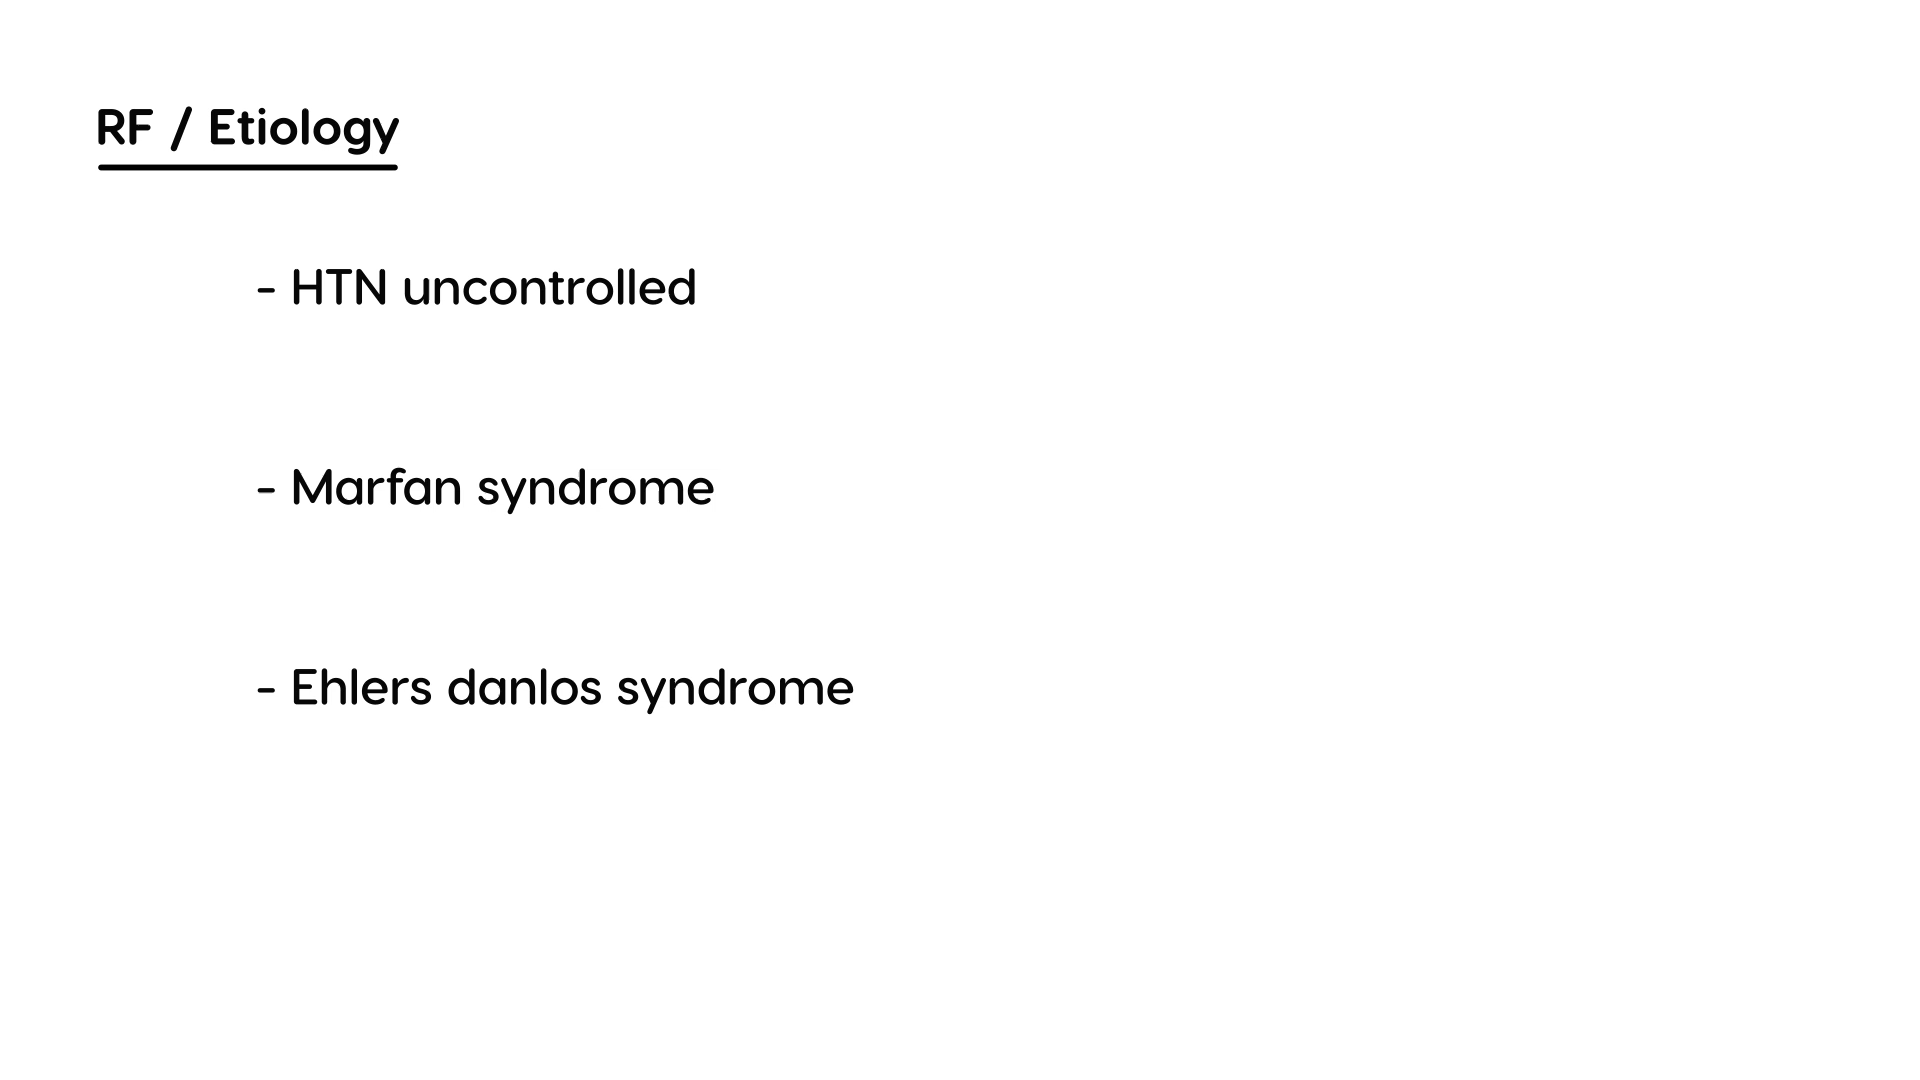 RF / Etiology
- HTN uncontrolled
- Marfan syndrome
- Ehlers danlos syndrome